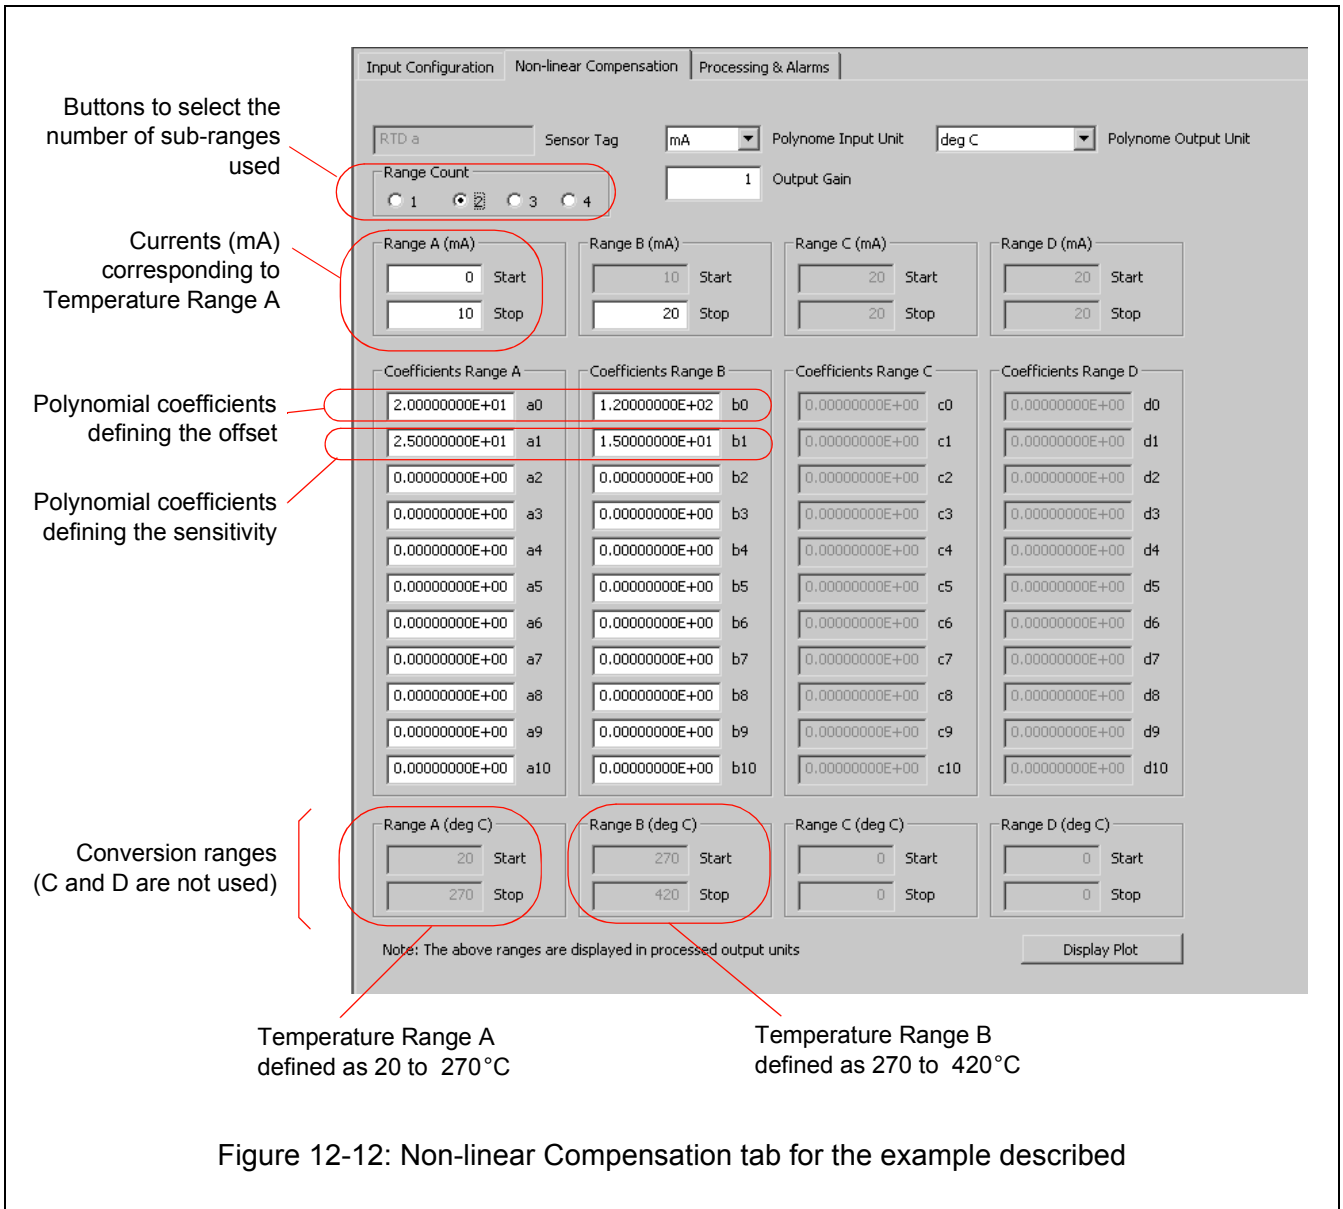 Input Configuration Non-linear Compensation Processing & Alarms
Buttons to select the
number of sub-ranges
used
RTD a Sensor Tag mA Polynome Input Unit deg C Polynome Output Unit
Range Count
1 2 3 4
1 Output Gain
Currents (mA)
corresponding to
Temperature Range A
Range A (mA) Range B (mA) Range C (mA) Range D (mA)
0 Start 10 Start 20 Start 20 Start
10 Stop 20 Stop 20 Stop 20 Stop
Coefficients Range A Coefficients Range B Coefficients Range C Coefficients Range D
Polynomial coefficients
defining the offset
2.00000000E+01 a0 1.20000000E+02 b0 0.00000000E+00 c0 0.00000000E+00 d0
2.50000000E+01 a1 1.50000000E+01 b1 0.00000000E+00 c1 0.00000000E+00 d1
Polynomial coefficients
defining the sensitivity
0.00000000E+00 a2 0.00000000E+00 b2 0.00000000E+00 c2 0.00000000E+00 d2
0.00000000E+00 a3 0.00000000E+00 b3 0.00000000E+00 c3 0.00000000E+00 d3
0.00000000E+00 a4 0.00000000E+00 b4 0.00000000E+00 c4 0.00000000E+00 d4
0.00000000E+00 a5 0.00000000E+00 b5 0.00000000E+00 c5 0.00000000E+00 d5
0.00000000E+00 a6 0.00000000E+00 b6 0.00000000E+00 c6 0.00000000E+00 d6
0.00000000E+00 a7 0.00000000E+00 b7 0.00000000E+00 c7 0.00000000E+00 d7
0.00000000E+00 a8 0.00000000E+00 b8 0.00000000E+00 c8 0.00000000E+00 d8
0.00000000E+00 a9 0.00000000E+00 b9 0.00000000E+00 c9 0.00000000E+00 d9
0.00000000E+00 a10 0.00000000E+00 b10 0.00000000E+00 c10 0.00000000E+00 d10
Conversion ranges
(C and D are not used)
Range A (deg C) Range B (deg C) Range C (deg C) Range D (deg C)
20 Start 270 Start 0 Start 0 Start
270 Stop 420 Stop 0 Stop 0 Stop
Note: The above ranges are displayed in processed output units Display Plot
Temperature Range A
defined as 20 to 270°C
Temperature Range B
defined as 270 to 420°C
Figure 12-12: Non-linear Compensation tab for the example described